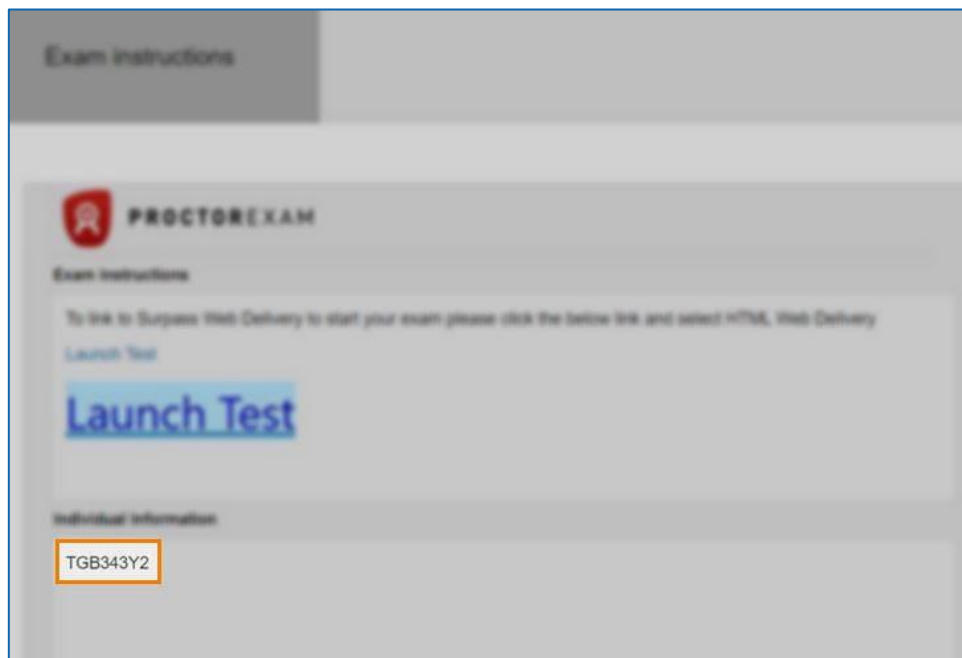 Exam instructions
PROCTOREXAM
Exam Instructions
To link to Surpass Web Delivery to start your exam please click the below link and select HTML Web Delivery
Launch Test
Launch Test
Individual Information
TGB343Y2